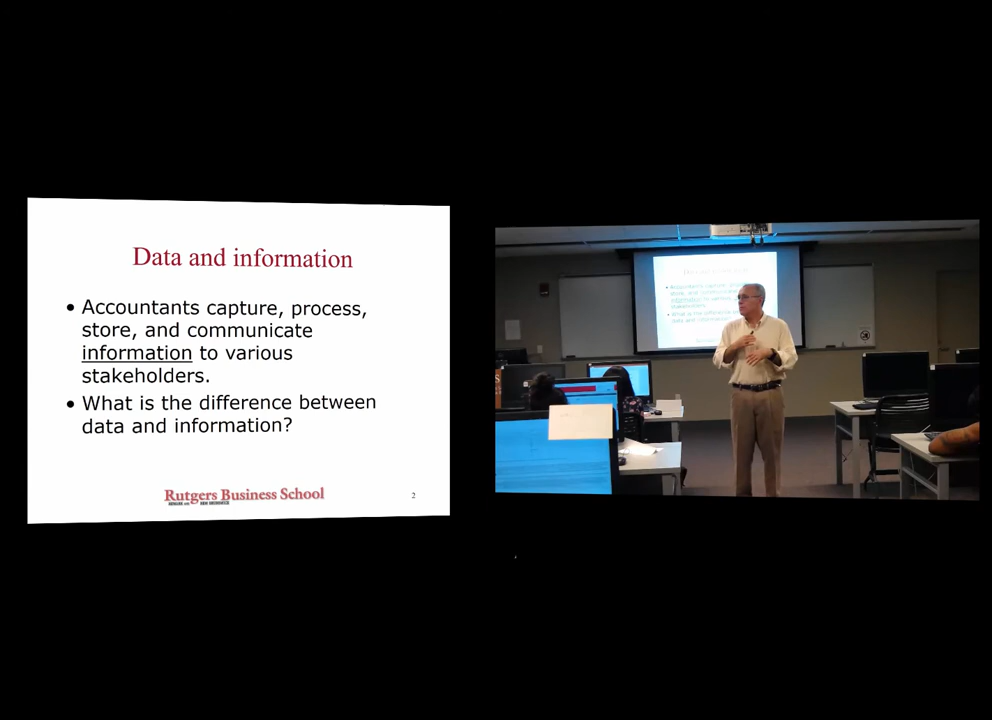 Data and information
• Accountants capture, process,
store, and communicate
information to various
stakeholders.
• What is the difference between
data and information?
Rutgers Business School
2